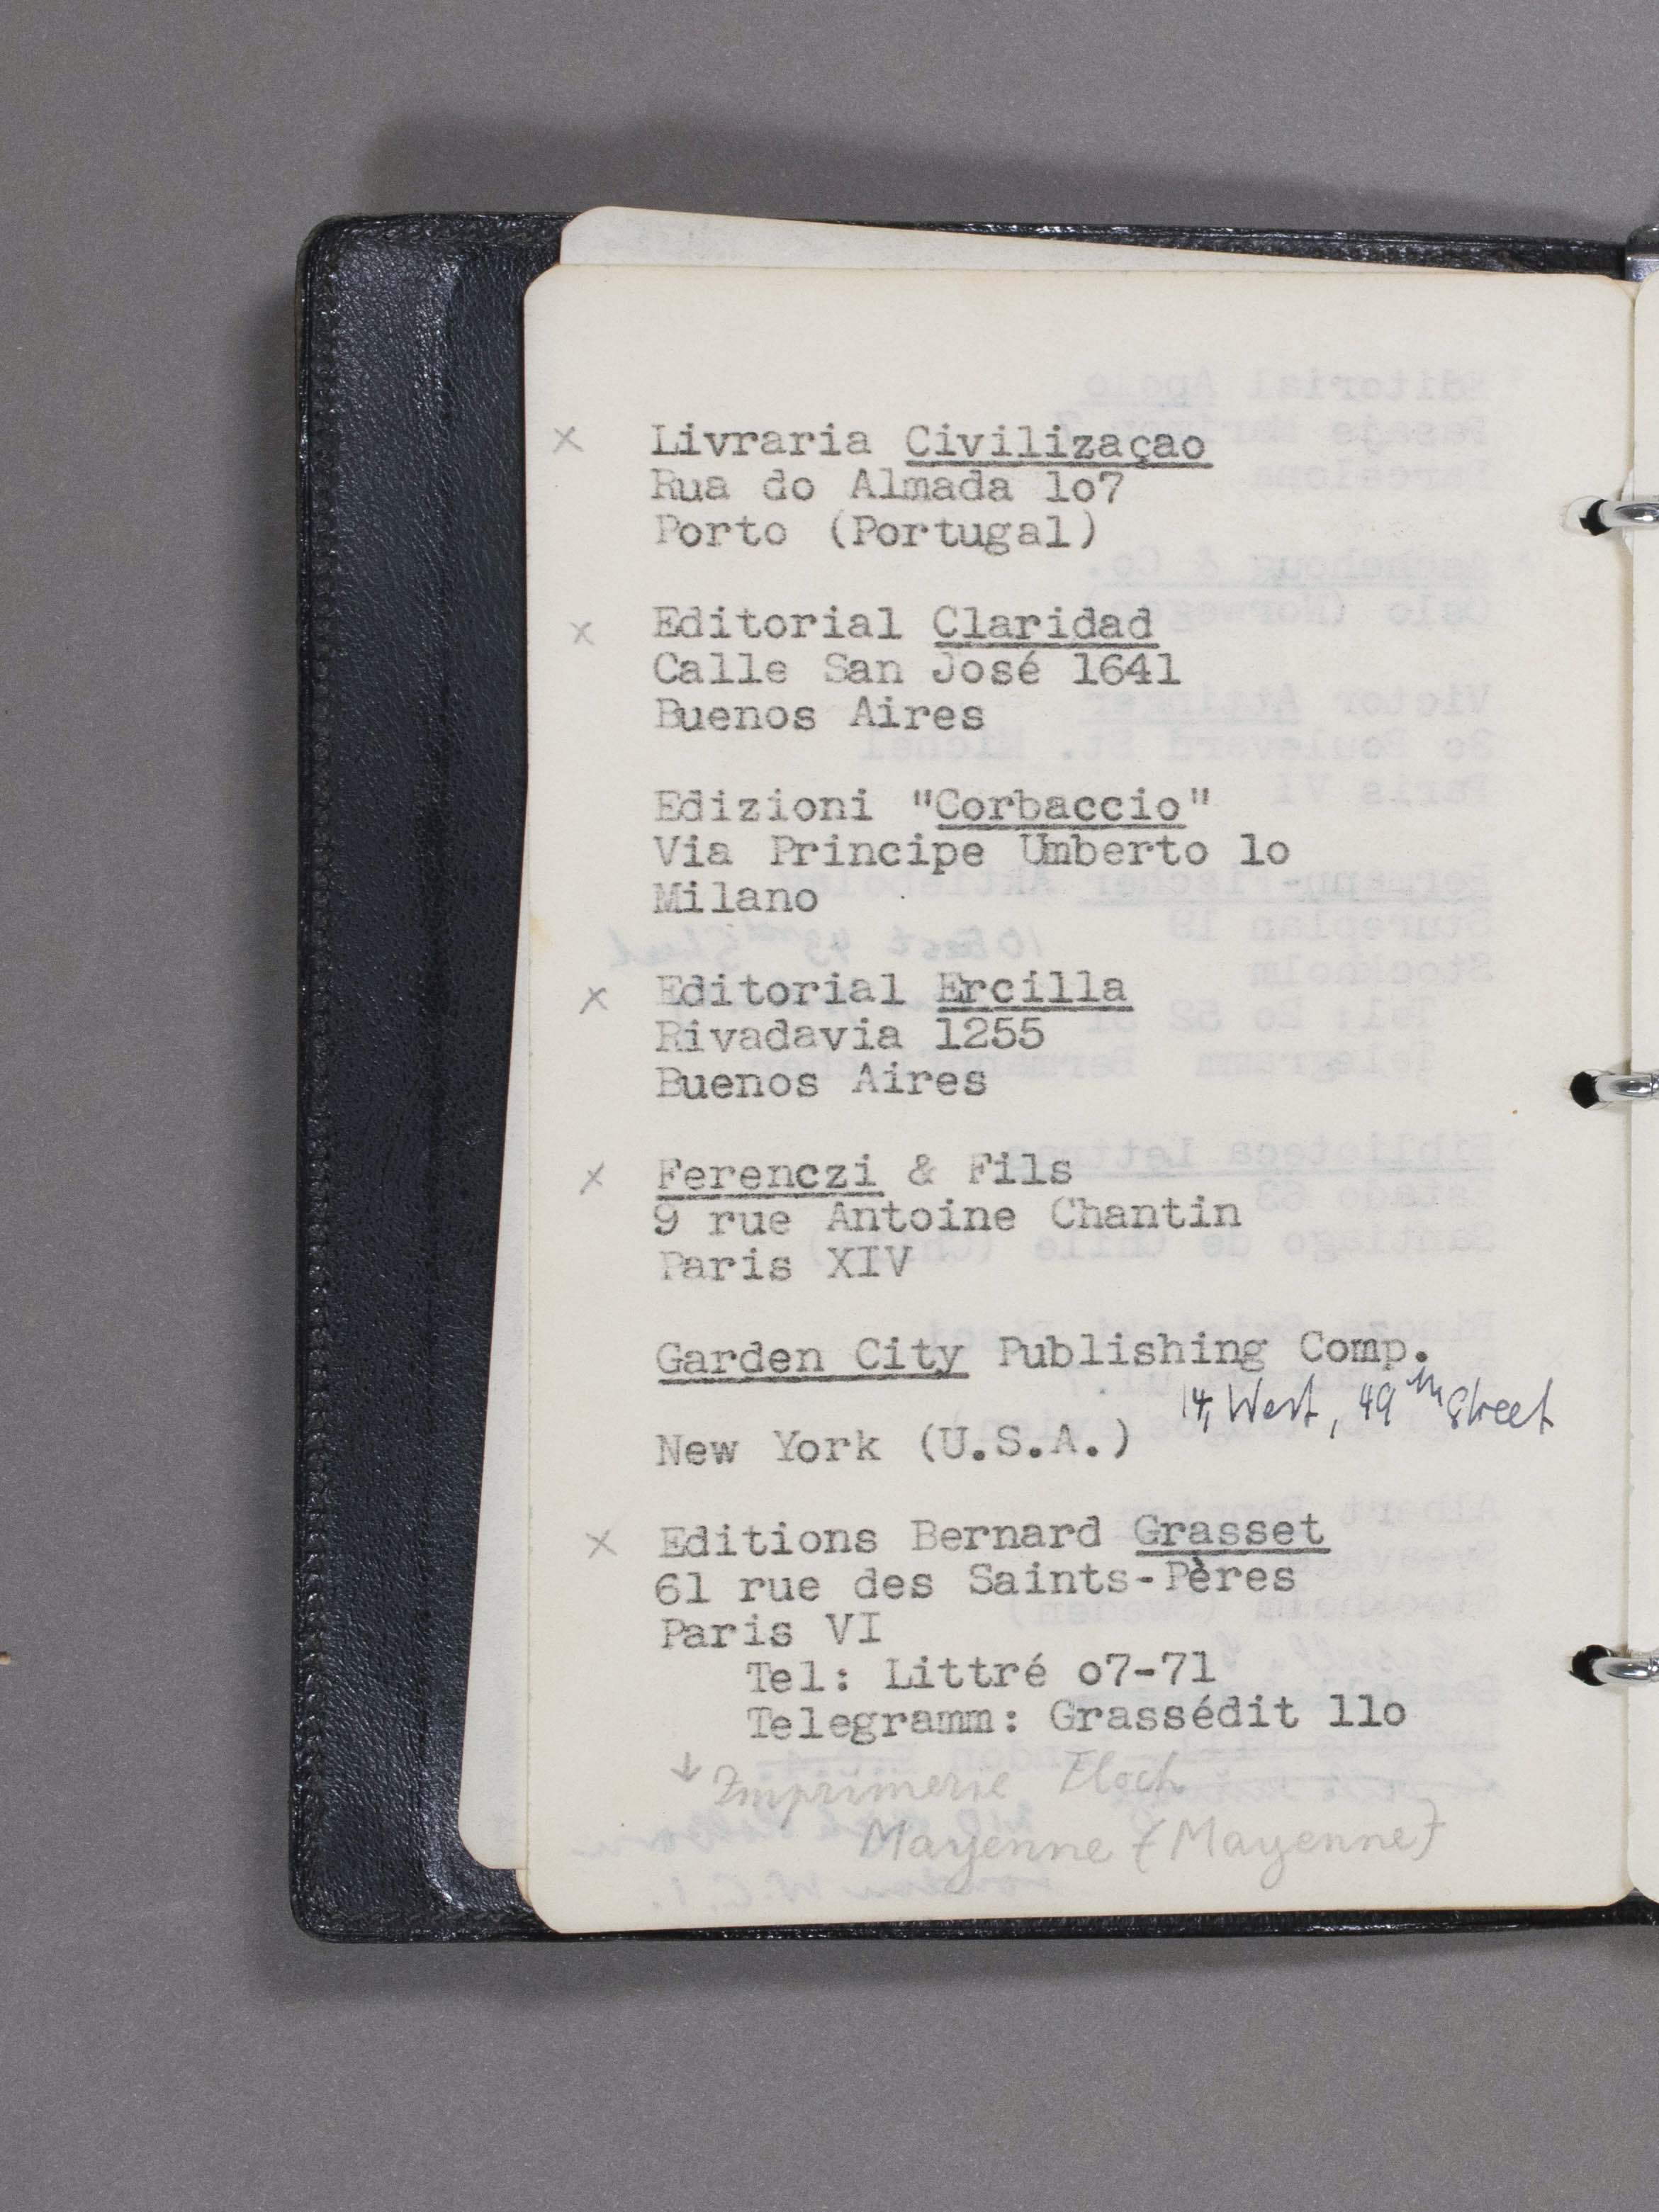 × Livraria Civilizaçao
Rua do Almada lo7
Porto (Portugal)
× Editorial Claridad
Calle San José 1641
Buenos Aires
Edizioni "Corbaccio"
Via Principe Umberto lo
Milano
× Editorial Ercilla
Rivadavia 1255
Buenos Aires
× Ferenczi & Fils
9 rue Antoine Chantin
Paris XIV
Garden City Publishing Comp.
14, West, 49th Street
New York (U.S.A.)
× Editions Bernard Grasset
61 rue des Saints-Pères
Paris VI
Tel: Littré o7-71
Telegramm: Grassédit llo
↓ Imprimerie Floch
Mayenne (Mayenne)